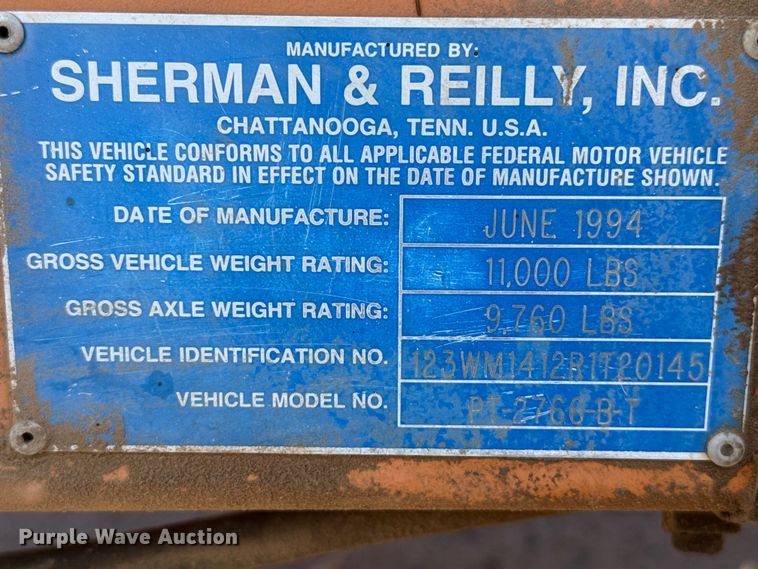 MANUFACTURED BY:
SHERMAN & REILLY, INC.
CHATTANOOGA, TENN. U.S.A.
THIS VEHICLE CONFORMS TO ALL APPLICABLE FEDERAL MOTOR VEHICLE
SAFETY STANDARD IN EFFECT ON THE DATE OF MANUFACTURE SHOWN.
DATE OF MANUFACTURE: JUNE 1994
GROSS VEHICLE WEIGHT RATING: 11,000 LBS
GROSS AXLE WEIGHT RATING: 9,760 LBS
VEHICLE IDENTIFICATION NO. 123WM1412R1T20145
VEHICLE MODEL NO. PT-2766-B-T
Purple Wave Auction